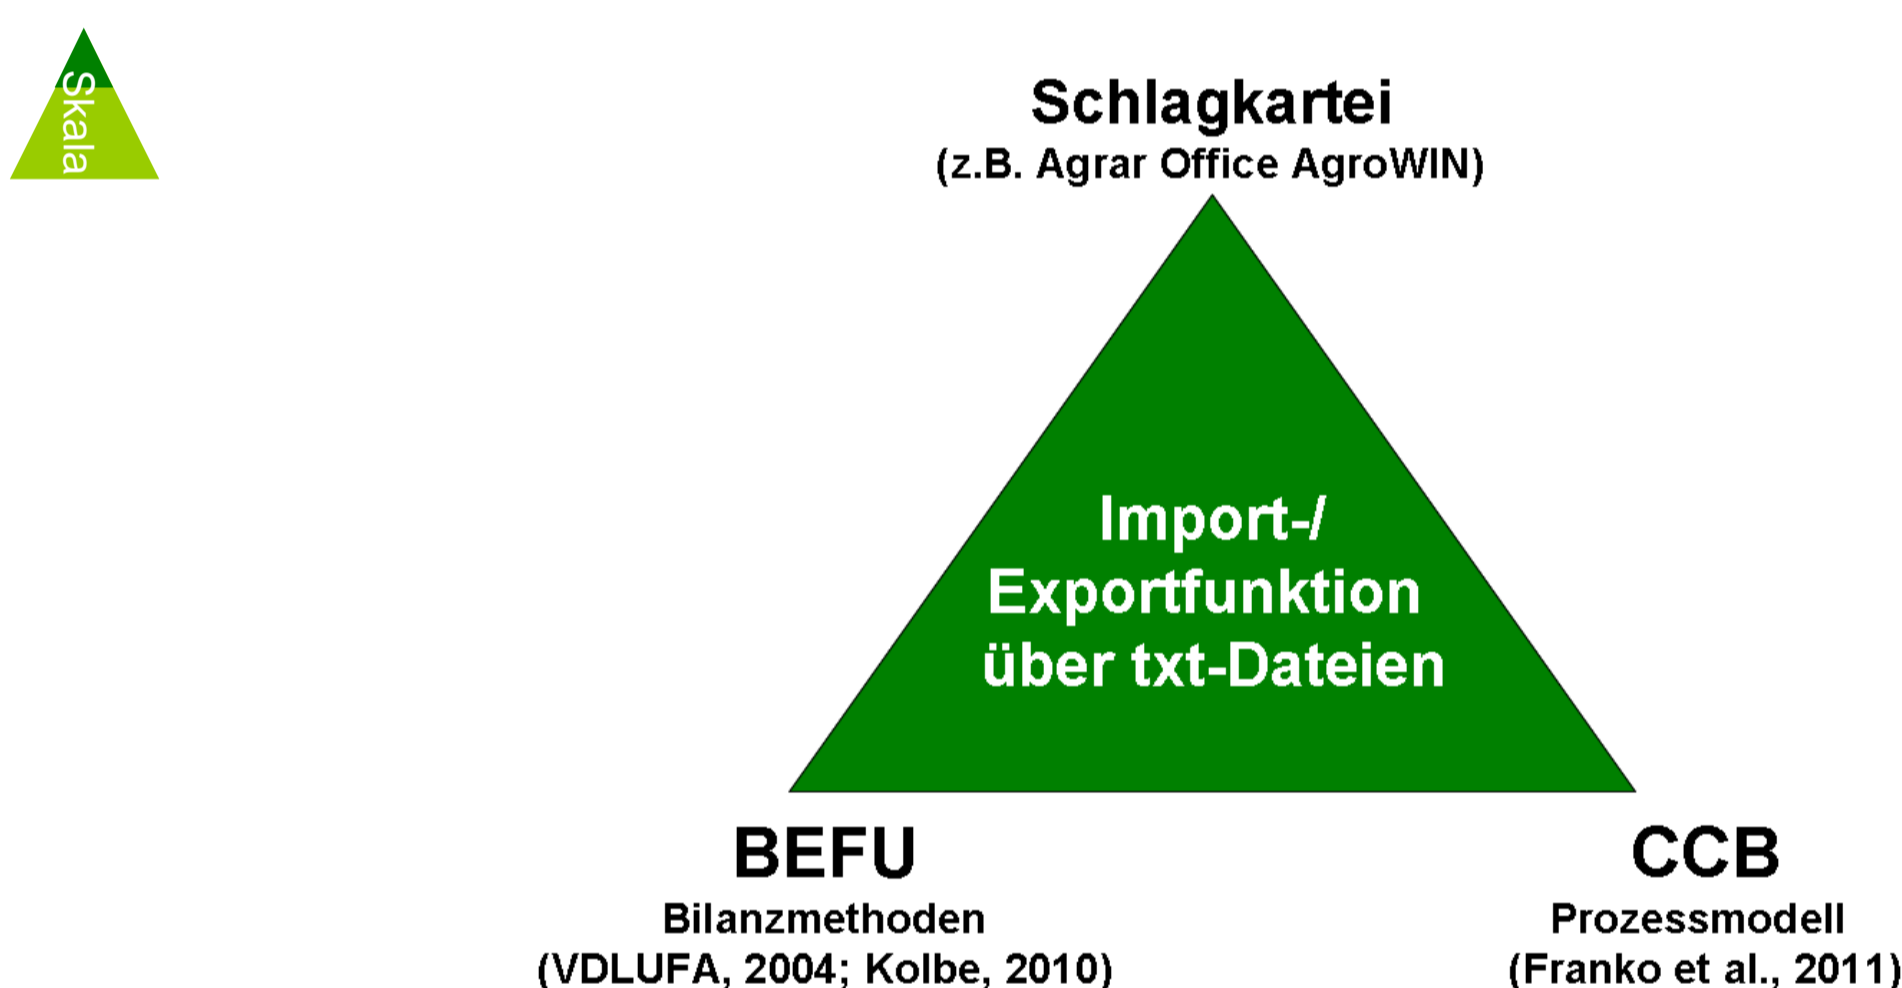 Skala
Schlagkartei
(z.B. Agrar Office AgroWIN)
Import-/
Exportfunktion
über txt-Dateien
BEFU
Bilanzmethoden
(VDLUFA, 2004; Kolbe, 2010)
CCB
Prozessmodell
(Franko et al., 2011)